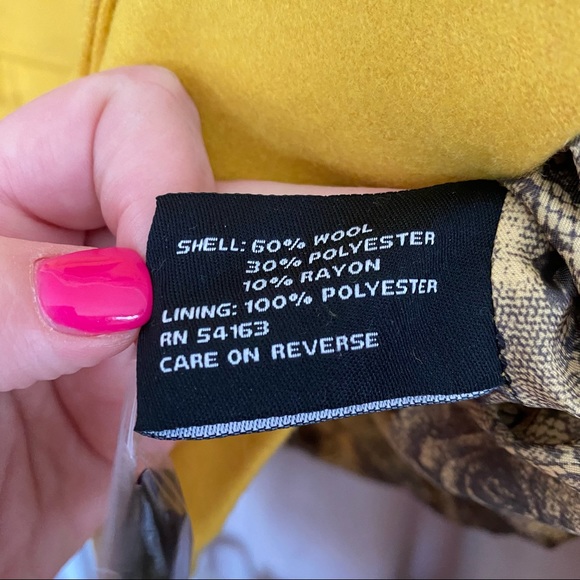 SHELL: 60% WOOL
30% POLYESTER
10% RAYON
LINING: 100% POLYESTER
RN 54163
CARE ON REVERSE